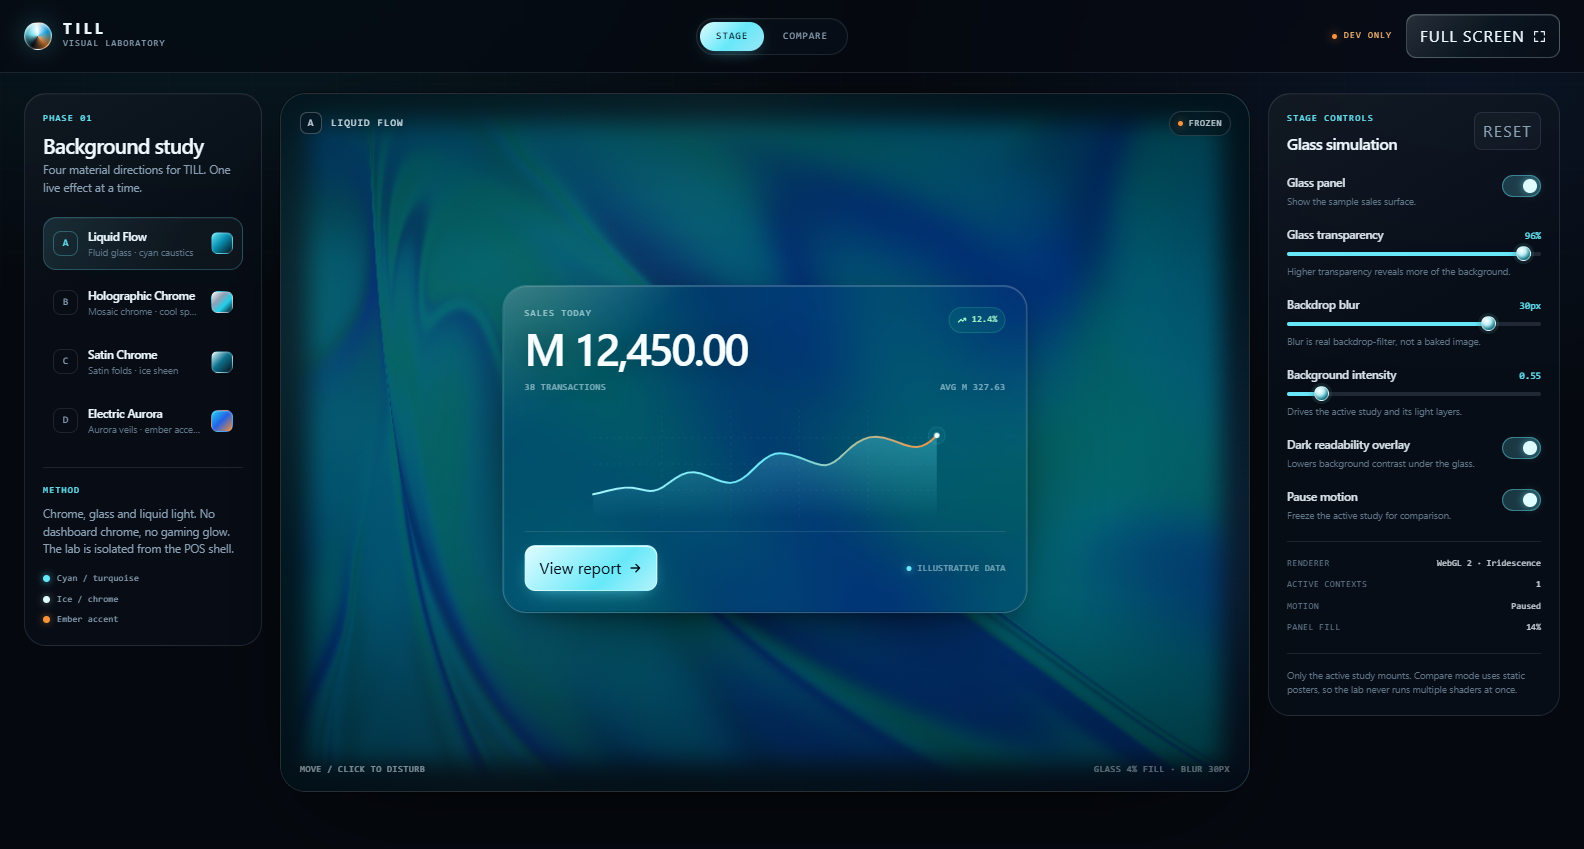 TILL
VISUAL LABORATORY
STAGE
COMPARE
DEV ONLY
FULL SCREEN
PHASE 01
Background study
Four material directions for TILL. One
live effect at a time.
A
Liquid Flow
Fluid glass · cyan caustics
B
Holographic Chrome
Mosaic chrome · cool sp...
C
Satin Chrome
Satin folds · ice sheen
D
Electric Aurora
Aurora veils · ember acce...
METHOD
Chrome, glass and liquid light. No
dashboard chrome, no gaming glow.
The lab is isolated from the POS shell.
Cyan / turquoise
Ice / chrome
Ember accent
A
LIQUID FLOW
FROZEN
SALES TODAY
12.4%
M 12,450.00
38 TRANSACTIONS
AVG M 327.63
View report
ILLUSTRATIVE DATA
MOVE / CLICK TO DISTURB
GLASS 4% FILL · BLUR 30PX
STAGE CONTROLS
Glass simulation
RESET
Glass panel
Show the sample sales surface.
Glass transparency
96%
Higher transparency reveals more of the background.
Backdrop blur
30px
Blur is real backdrop-filter, not a baked image.
Background intensity
0.55
Drives the active study and its light layers.
Dark readability overlay
Lowers background contrast under the glass.
Pause motion
Freeze the active study for comparison.
RENDERER
WebGL 2 · Iridescence
ACTIVE CONTEXTS
1
MOTION
Paused
PANEL FILL
14%
Only the active study mounts. Compare mode uses static
posters, so the lab never runs multiple shaders at once.